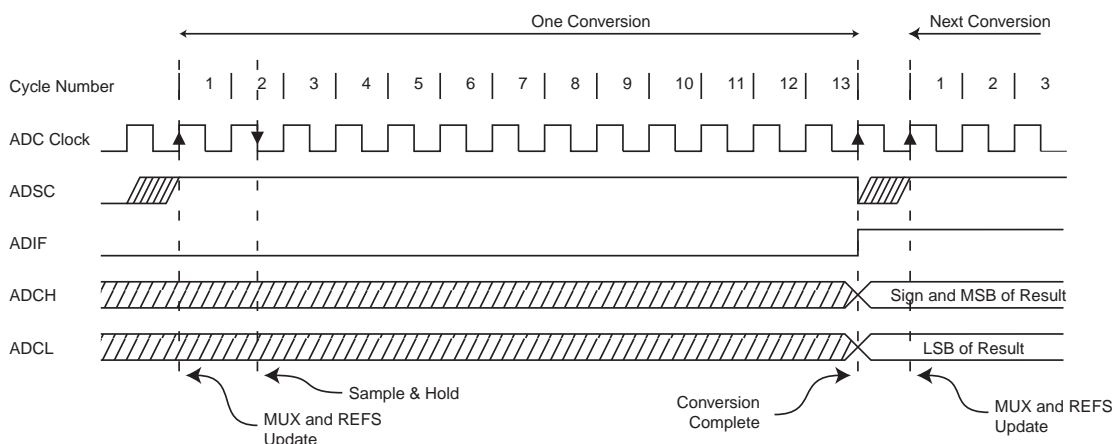 One Conversion
Next Conversion
Cycle Number 1 2 3 4 5 6 7 8 9 10 11 12 13 1 2 3
ADC Clock
ADSC
ADIF
ADCH
Sign and MSB of Result
ADCL
LSB of Result
Sample & Hold
MUX and REFS
Update
Conversion
Complete
MUX and REFS
Update